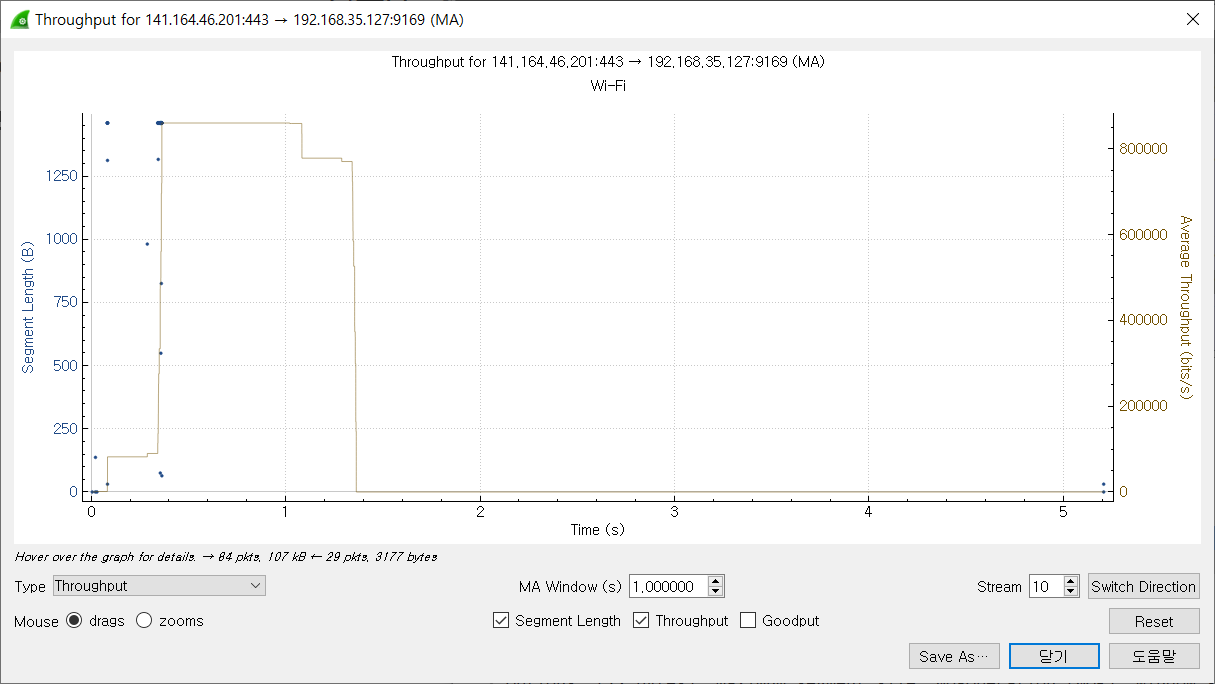 Throughput for 141.164.46.201:443 → 192.168.35.127:9169 (MA)
Throughput for 141.164.46.201:443 → 192.168.35.127:9169 (MA)
Wi-Fi
Segment Length (B)
1250
1000
750
500
250
0
800000
600000
400000
200000
0
Average Throughput (bits/s)
0 1 2 3 4 5
Time (s)
Hover over the graph for details. → 84 pkts, 107 kB ← 29 pkts, 3177 bytes
Type Throughput MA Window (s) 1.000000 Stream 10 Switch Direction
Mouse drags zooms Segment Length Throughput Goodput Reset
Save As… 닫기 도움말